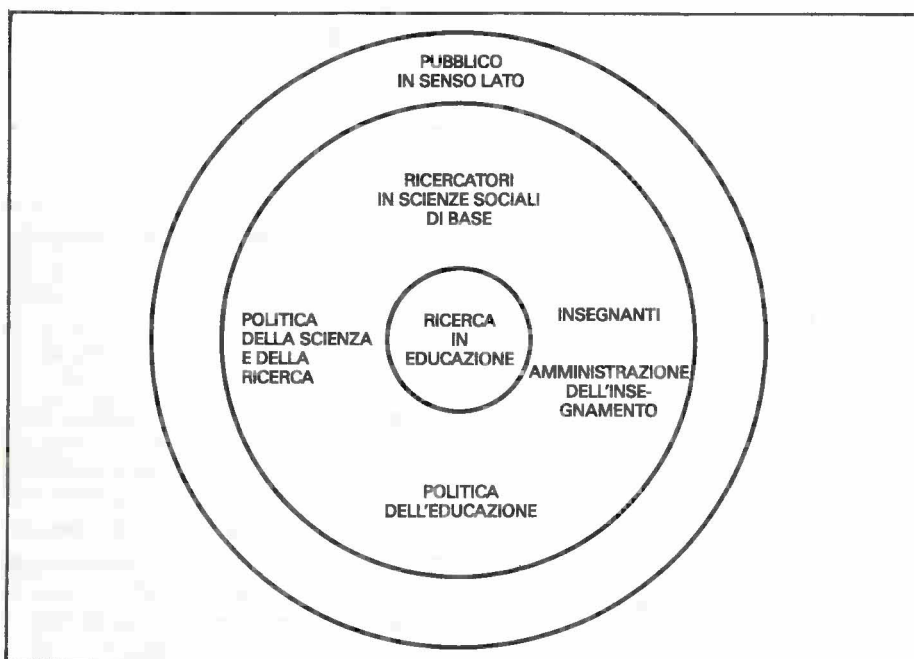 PUBBLICO
IN SENSO LATO
RICERCATORI
IN SCIENZE SOCIALI
DI BASE
POLITICA
DELLA SCIENZA
E DELLA
RICERCA
RICERCA
IN
EDUCAZIONE
INSEGNANTI
AMMINISTRAZIONE
DELL'INSE-
GNAMENTO
POLITICA
DELL'EDUCAZIONE